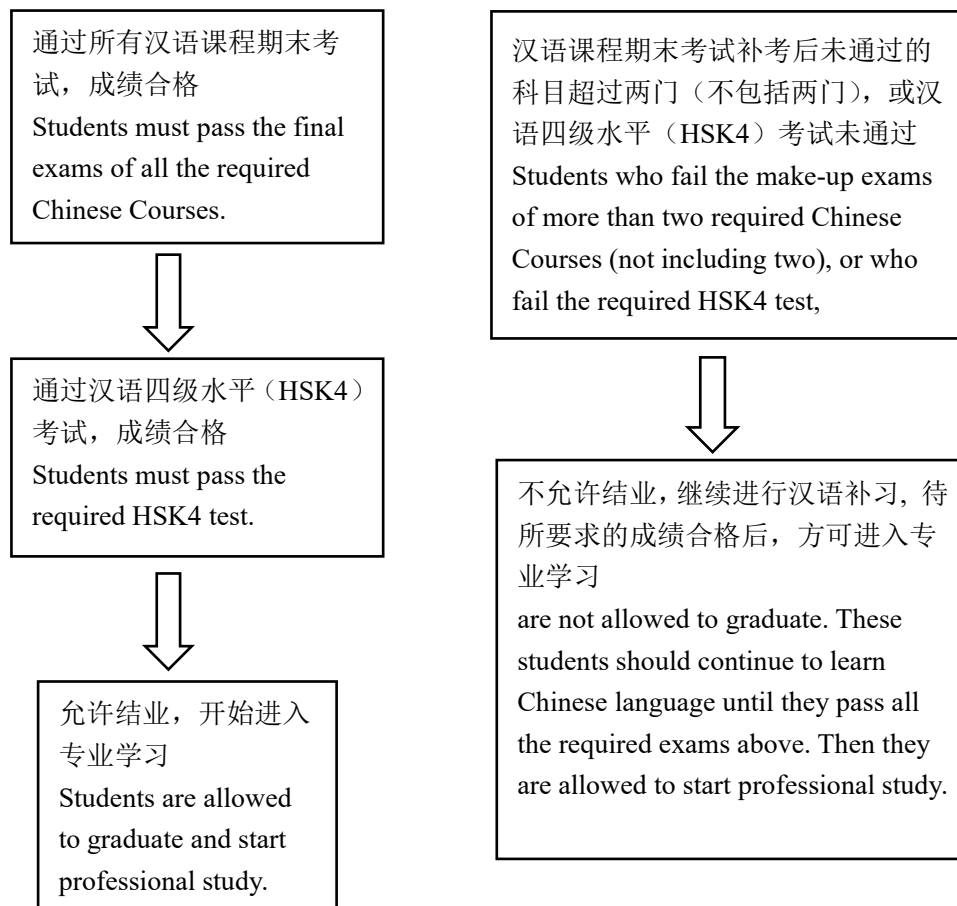 通过所有汉语课程期末考
试，成绩合格
Students must pass the final
exams of all the required
Chinese Courses.
通过汉语四级水平（HSK4）
考试，成绩合格
Students must pass the
required HSK4 test.
允许结业，开始进入
专业学习
Students are allowed
to graduate and start
professional study.
汉语课程期末考试补考后未通过的
科目超过两门（不包括两门），或汉
语四级水平（HSK4）考试未通过
Students who fail the make-up exams
of more than two required Chinese
Courses (not including two), or who
fail the required HSK4 test,
不允许结业，继续进行汉语补习, 待
所要求的成绩合格后，方可进入专
业学习
are not allowed to graduate. These
students should continue to learn
Chinese language until they pass all
the required exams above. Then they
are allowed to start professional study.